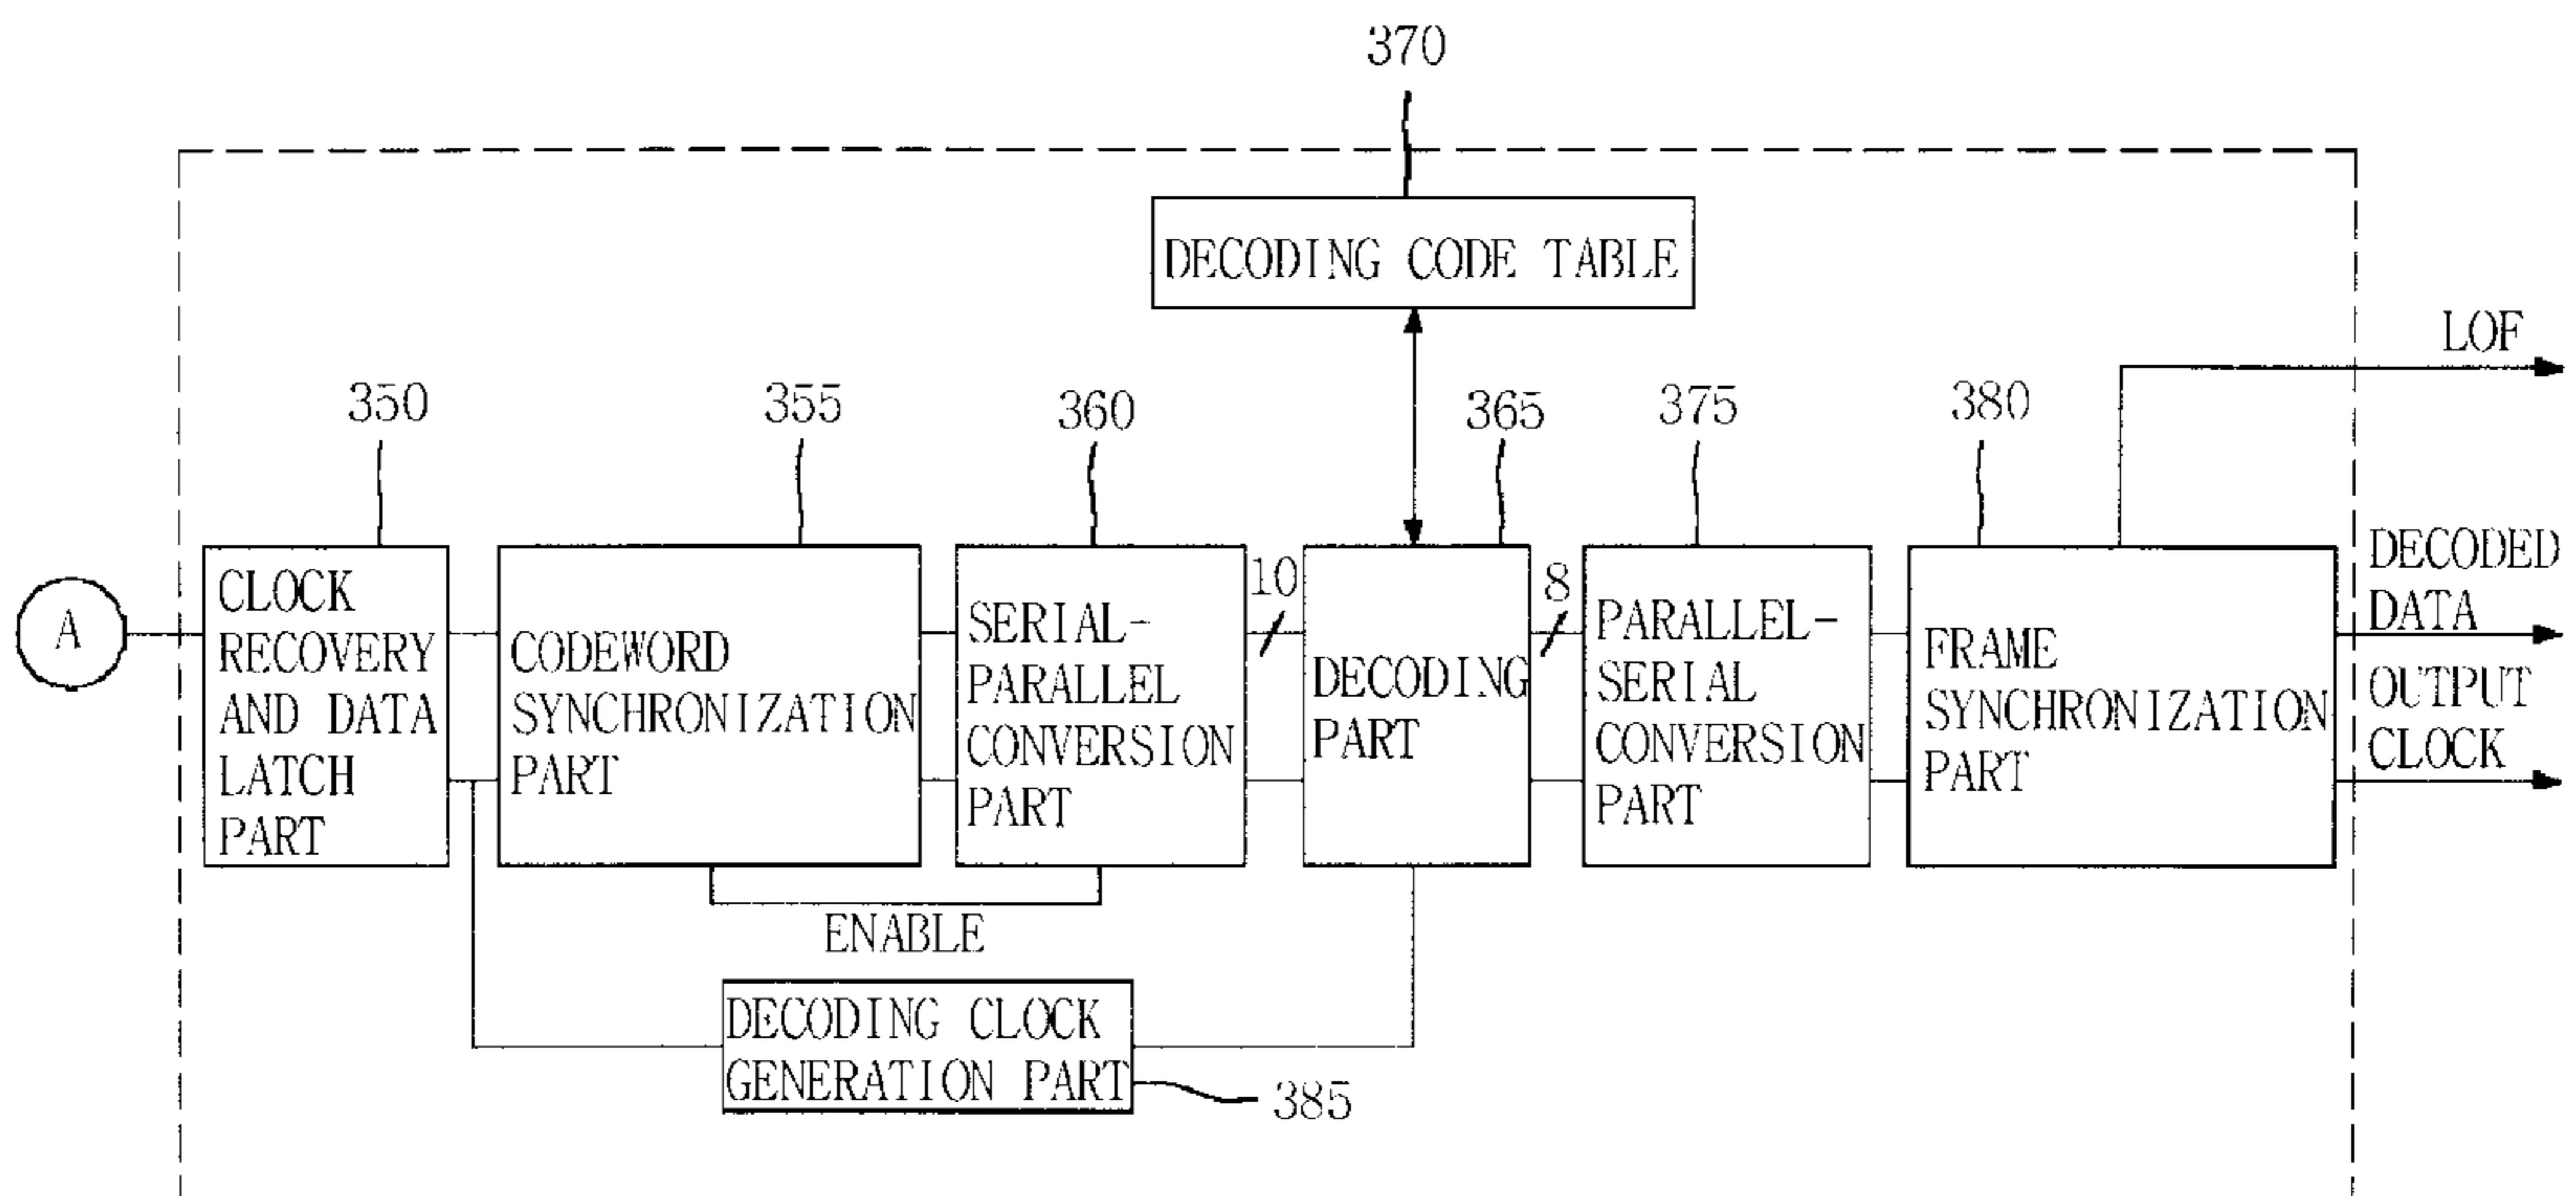 370
DECODING CODE TABLE
LOF
350
355
360
365
375
380
A
CLOCK
RECOVERY
AND DATA
LATCH
PART
CODEWORD
SYNCHRONIZATION
PART
SERIAL-
PARALLEL
CONVERSION
PART
10
DECODING
PART
8
PARALLEL-
SERIAL
CONVERSION
PART
FRAME
SYNCHRONIZATION
PART
DECODED
DATA
OUTPUT
CLOCK
ENABLE
DECODING CLOCK
GENERATION PART
385